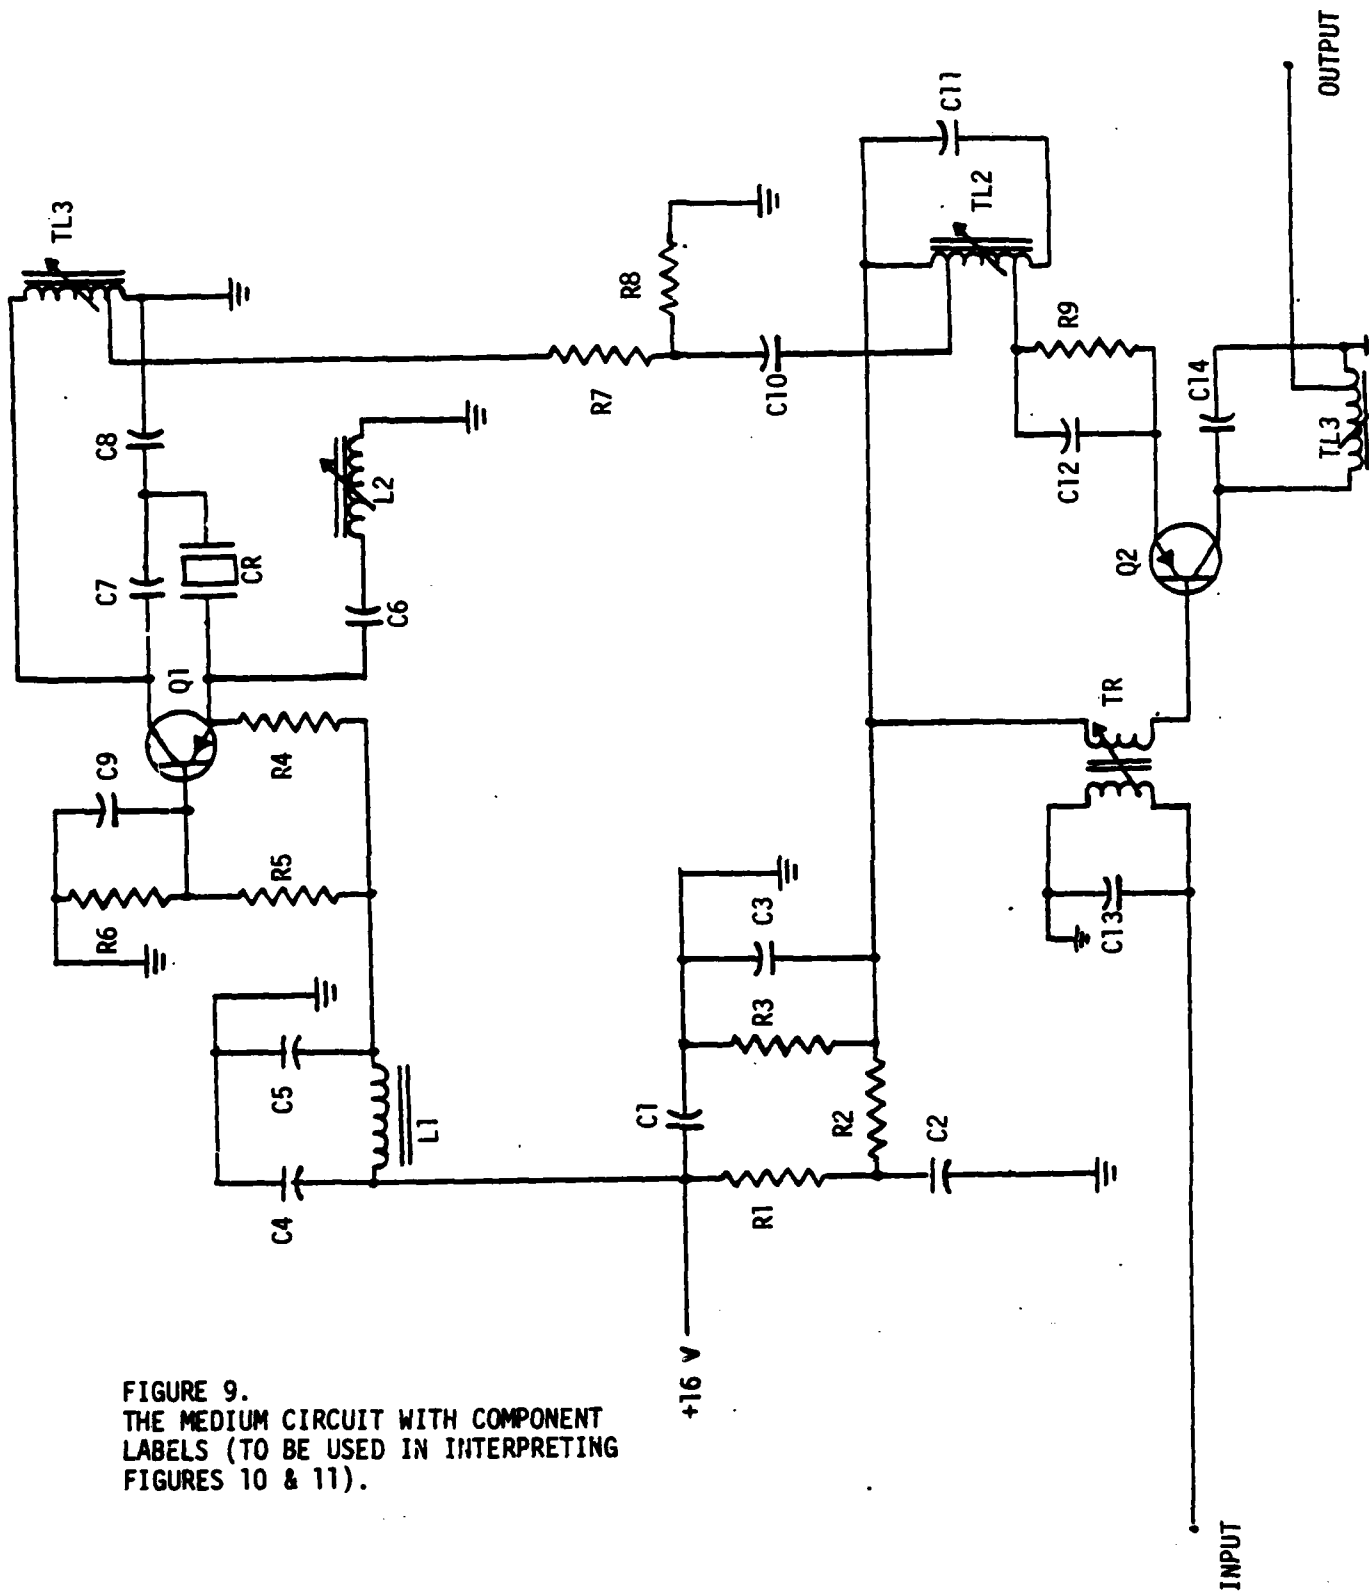 TL3
C8
C7
CR
Q1
L2
C6
C9
R4
R6
R5
C5
C4
L1
R8
R7
C10
C11
TL2
R9
C12
C14
TL3
Q2
OUTPUT
TR
C13
C3
R3
C1
R2
C2
R1
+16 V
INPUT
FIGURE 9.
THE MEDIUM CIRCUIT WITH COMPONENT
LABELS (TO BE USED IN INTERPRETING
FIGURES 10 & 11).